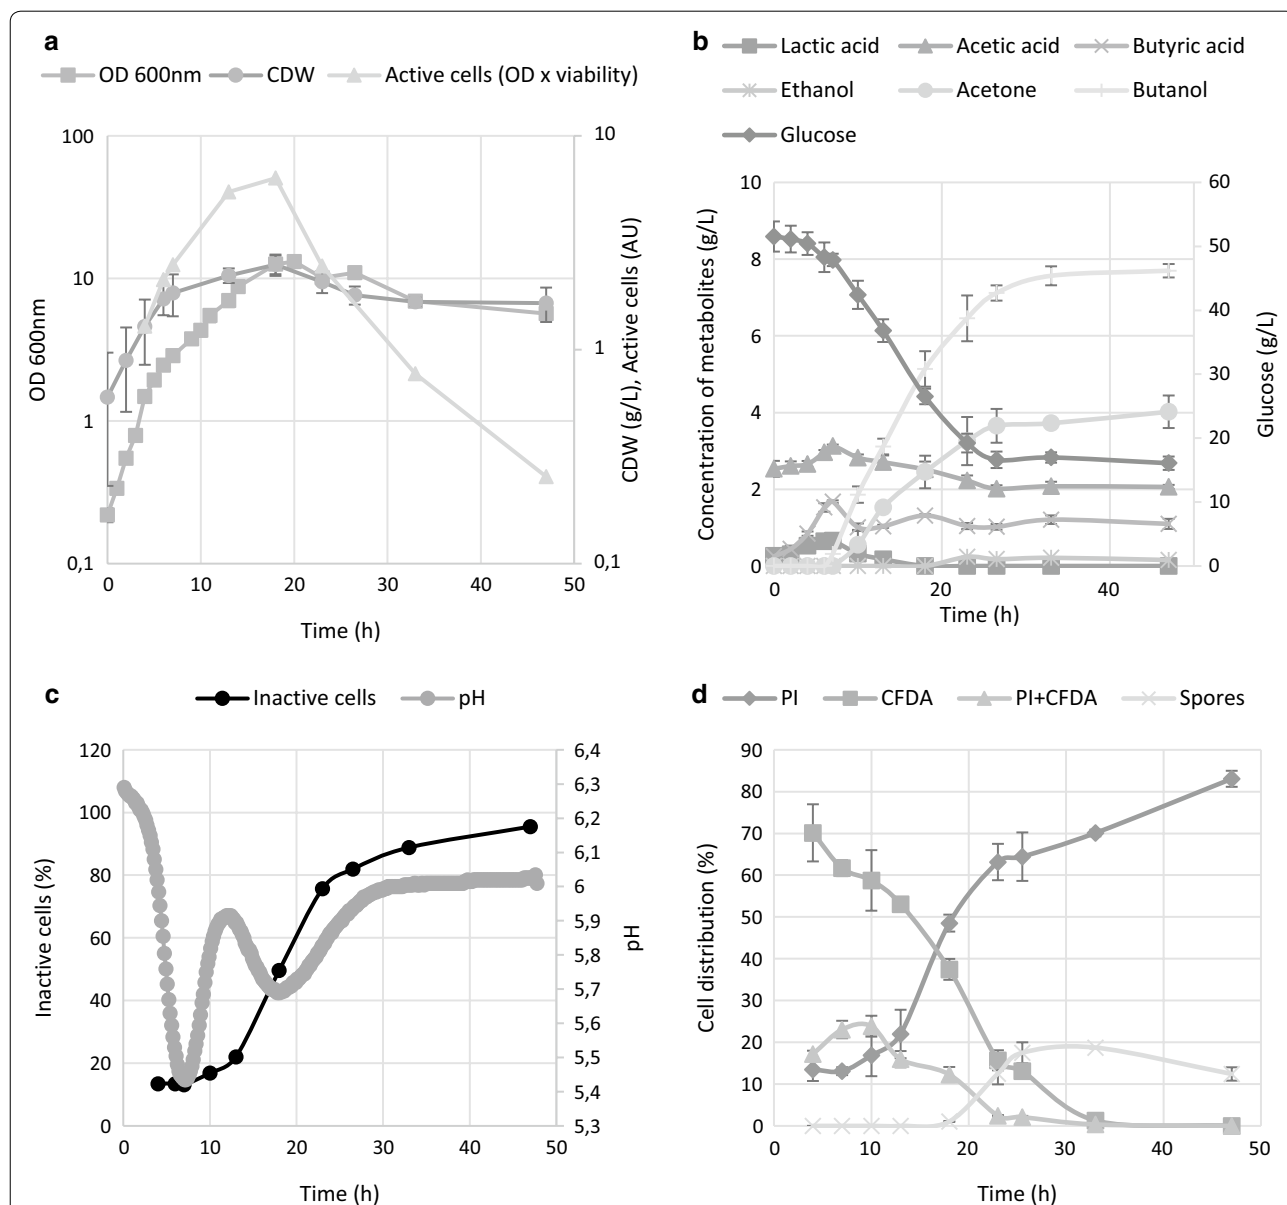 a
OD 600nm CDW Active cells (OD x viability)
100
10
1
0,1
10
1
0,1
0 10 20 30 40 50
OD 600nm
CDW (g/L), Active cells (AU)
Time (h)
b
Lactic acid Acetic acid Butyric acid
Ethanol Acetone Butanol
Glucose
10
8
6
4
2
0
60
50
40
30
20
10
0
0 20 40
Concentration of metabolites (g/L)
Glucose (g/L)
Time (h)
c
Inactive cells pH
120
100
80
60
40
20
0
6,4
6,3
6,2
6,1
6
5,9
5,8
5,7
5,6
5,5
5,4
5,3
0 10 20 30 40 50
Inactive cells (%)
pH
Time (h)
d
PI CFDA PI+CFDA Spores
90
80
70
60
50
40
30
20
10
0
0 10 20 30 40 50
Cell distribution (%)
Time (h)